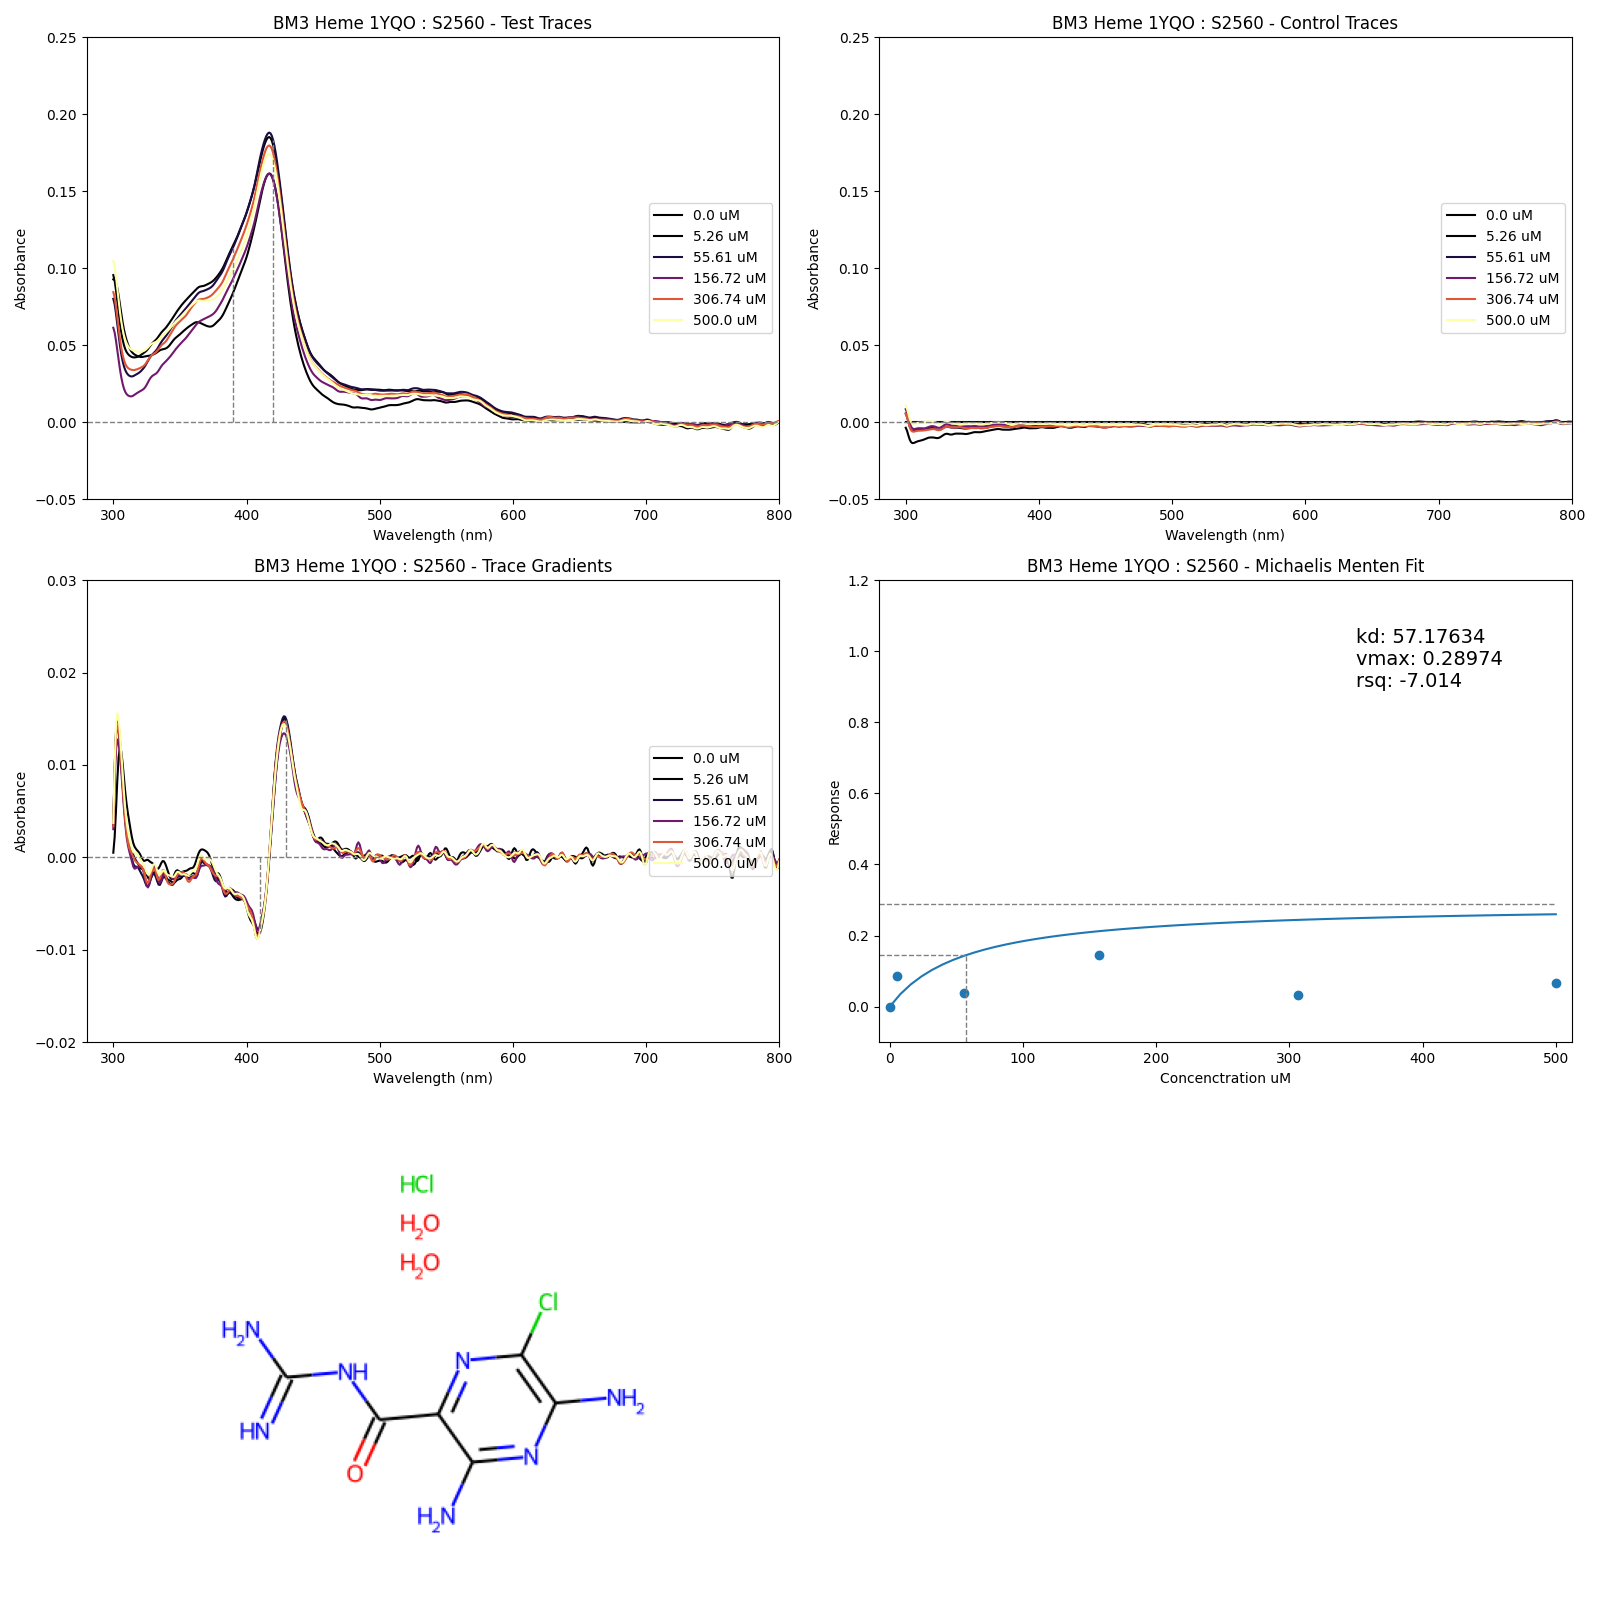 BM3 Heme 1YQO : S2560 - Test Traces
Absorbance
0.25
0.20
0.15
0.10
0.05
0.00
−0.05
300 400 500 600 700 800
Wavelength (nm)
0.0 uM
5.26 uM
55.61 uM
156.72 uM
306.74 uM
500.0 uM
BM3 Heme 1YQO : S2560 - Control Traces
Absorbance
0.25
0.20
0.15
0.10
0.05
0.00
−0.05
300 400 500 600 700 800
Wavelength (nm)
0.0 uM
5.26 uM
55.61 uM
156.72 uM
306.74 uM
500.0 uM
BM3 Heme 1YQO : S2560 - Trace Gradients
Absorbance
0.03
0.02
0.01
0.00
−0.01
−0.02
300 400 500 600 700 800
Wavelength (nm)
0.0 uM
5.26 uM
55.61 uM
156.72 uM
306.74 uM
500.0 uM
BM3 Heme 1YQO : S2560 - Michaelis Menten Fit
Response
1.2
1.0
0.8
0.6
0.4
0.2
0.0
0 100 200 300 400 500
Concenctration uM
kd: 57.17634
vmax: 0.28974
rsq: -7.014
HCl
H2O
H2O
Cl
H2N
NH
N
NH2
HN
O
N
H2N